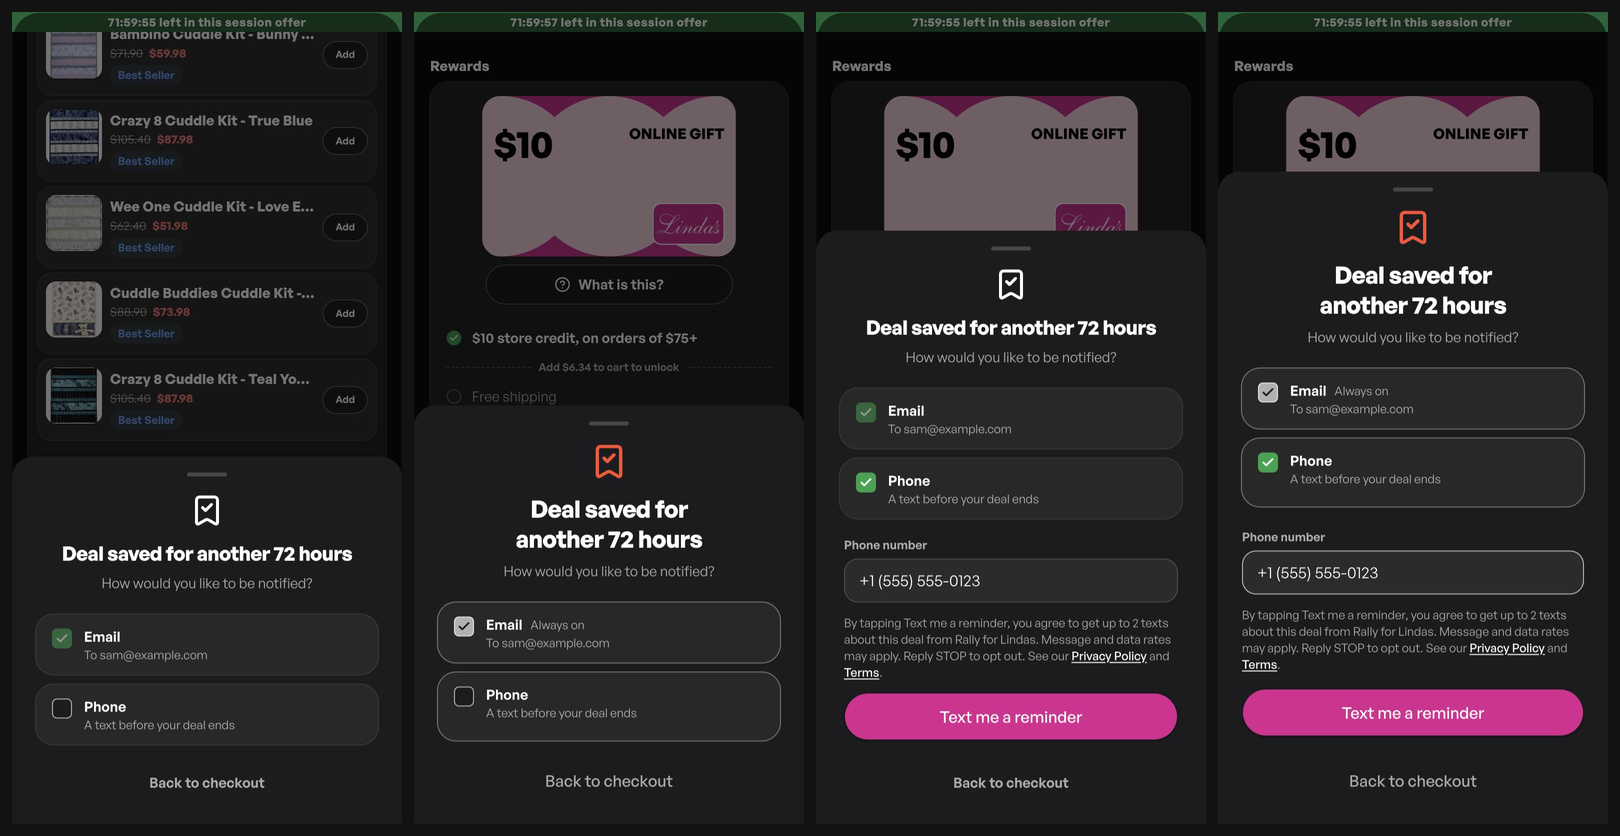 71:59:55 left in this session offer
Bambino Cuddle Kit - Bunny ...
$71.90 $59.98
Add
Best Seller
Crazy 8 Cuddle Kit - True Blue
$105.40 $87.98
Add
Best Seller
Wee One Cuddle Kit - Love E...
$62.40 $51.98
Add
Best Seller
Cuddle Buddies Cuddle Kit -...
$88.90 $73.98
Add
Best Seller
Crazy 8 Cuddle Kit - Teal Yo...
$105.40 $87.98
Add
Best Seller
Deal saved for another 72 hours
How would you like to be notified?
Email
To sam@example.com
Phone
A text before your deal ends
Back to checkout
71:59:57 left in this session offer
Rewards
$10
ONLINE GIFT
Linda's
What is this?
$10 store credit, on orders of $75+
Add $6.34 to cart to unlock
Free shipping
Deal saved for
another 72 hours
How would you like to be notified?
Email Always on
To sam@example.com
Phone
A text before your deal ends
Back to checkout
71:59:55 left in this session offer
Rewards
$10
ONLINE GIFT
Linda's
Deal saved for another 72 hours
How would you like to be notified?
Email
To sam@example.com
Phone
A text before your deal ends
Phone number
+1 (555) 555-0123
By tapping Text me a reminder, you agree to get up to 2 texts
about this deal from Rally for Lindas. Message and data rates
may apply. Reply STOP to opt out. See our Privacy Policy and
Terms.
Text me a reminder
Back to checkout
71:59:55 left in this session offer
Rewards
$10
ONLINE GIFT
Deal saved for
another 72 hours
How would you like to be notified?
Email Always on
To sam@example.com
Phone
A text before your deal ends
Phone number
+1 (555) 555-0123
By tapping Text me a reminder, you agree to get up to 2 texts
about this deal from Rally for Lindas. Message and data rates
may apply. Reply STOP to opt out. See our Privacy Policy and
Terms.
Text me a reminder
Back to checkout